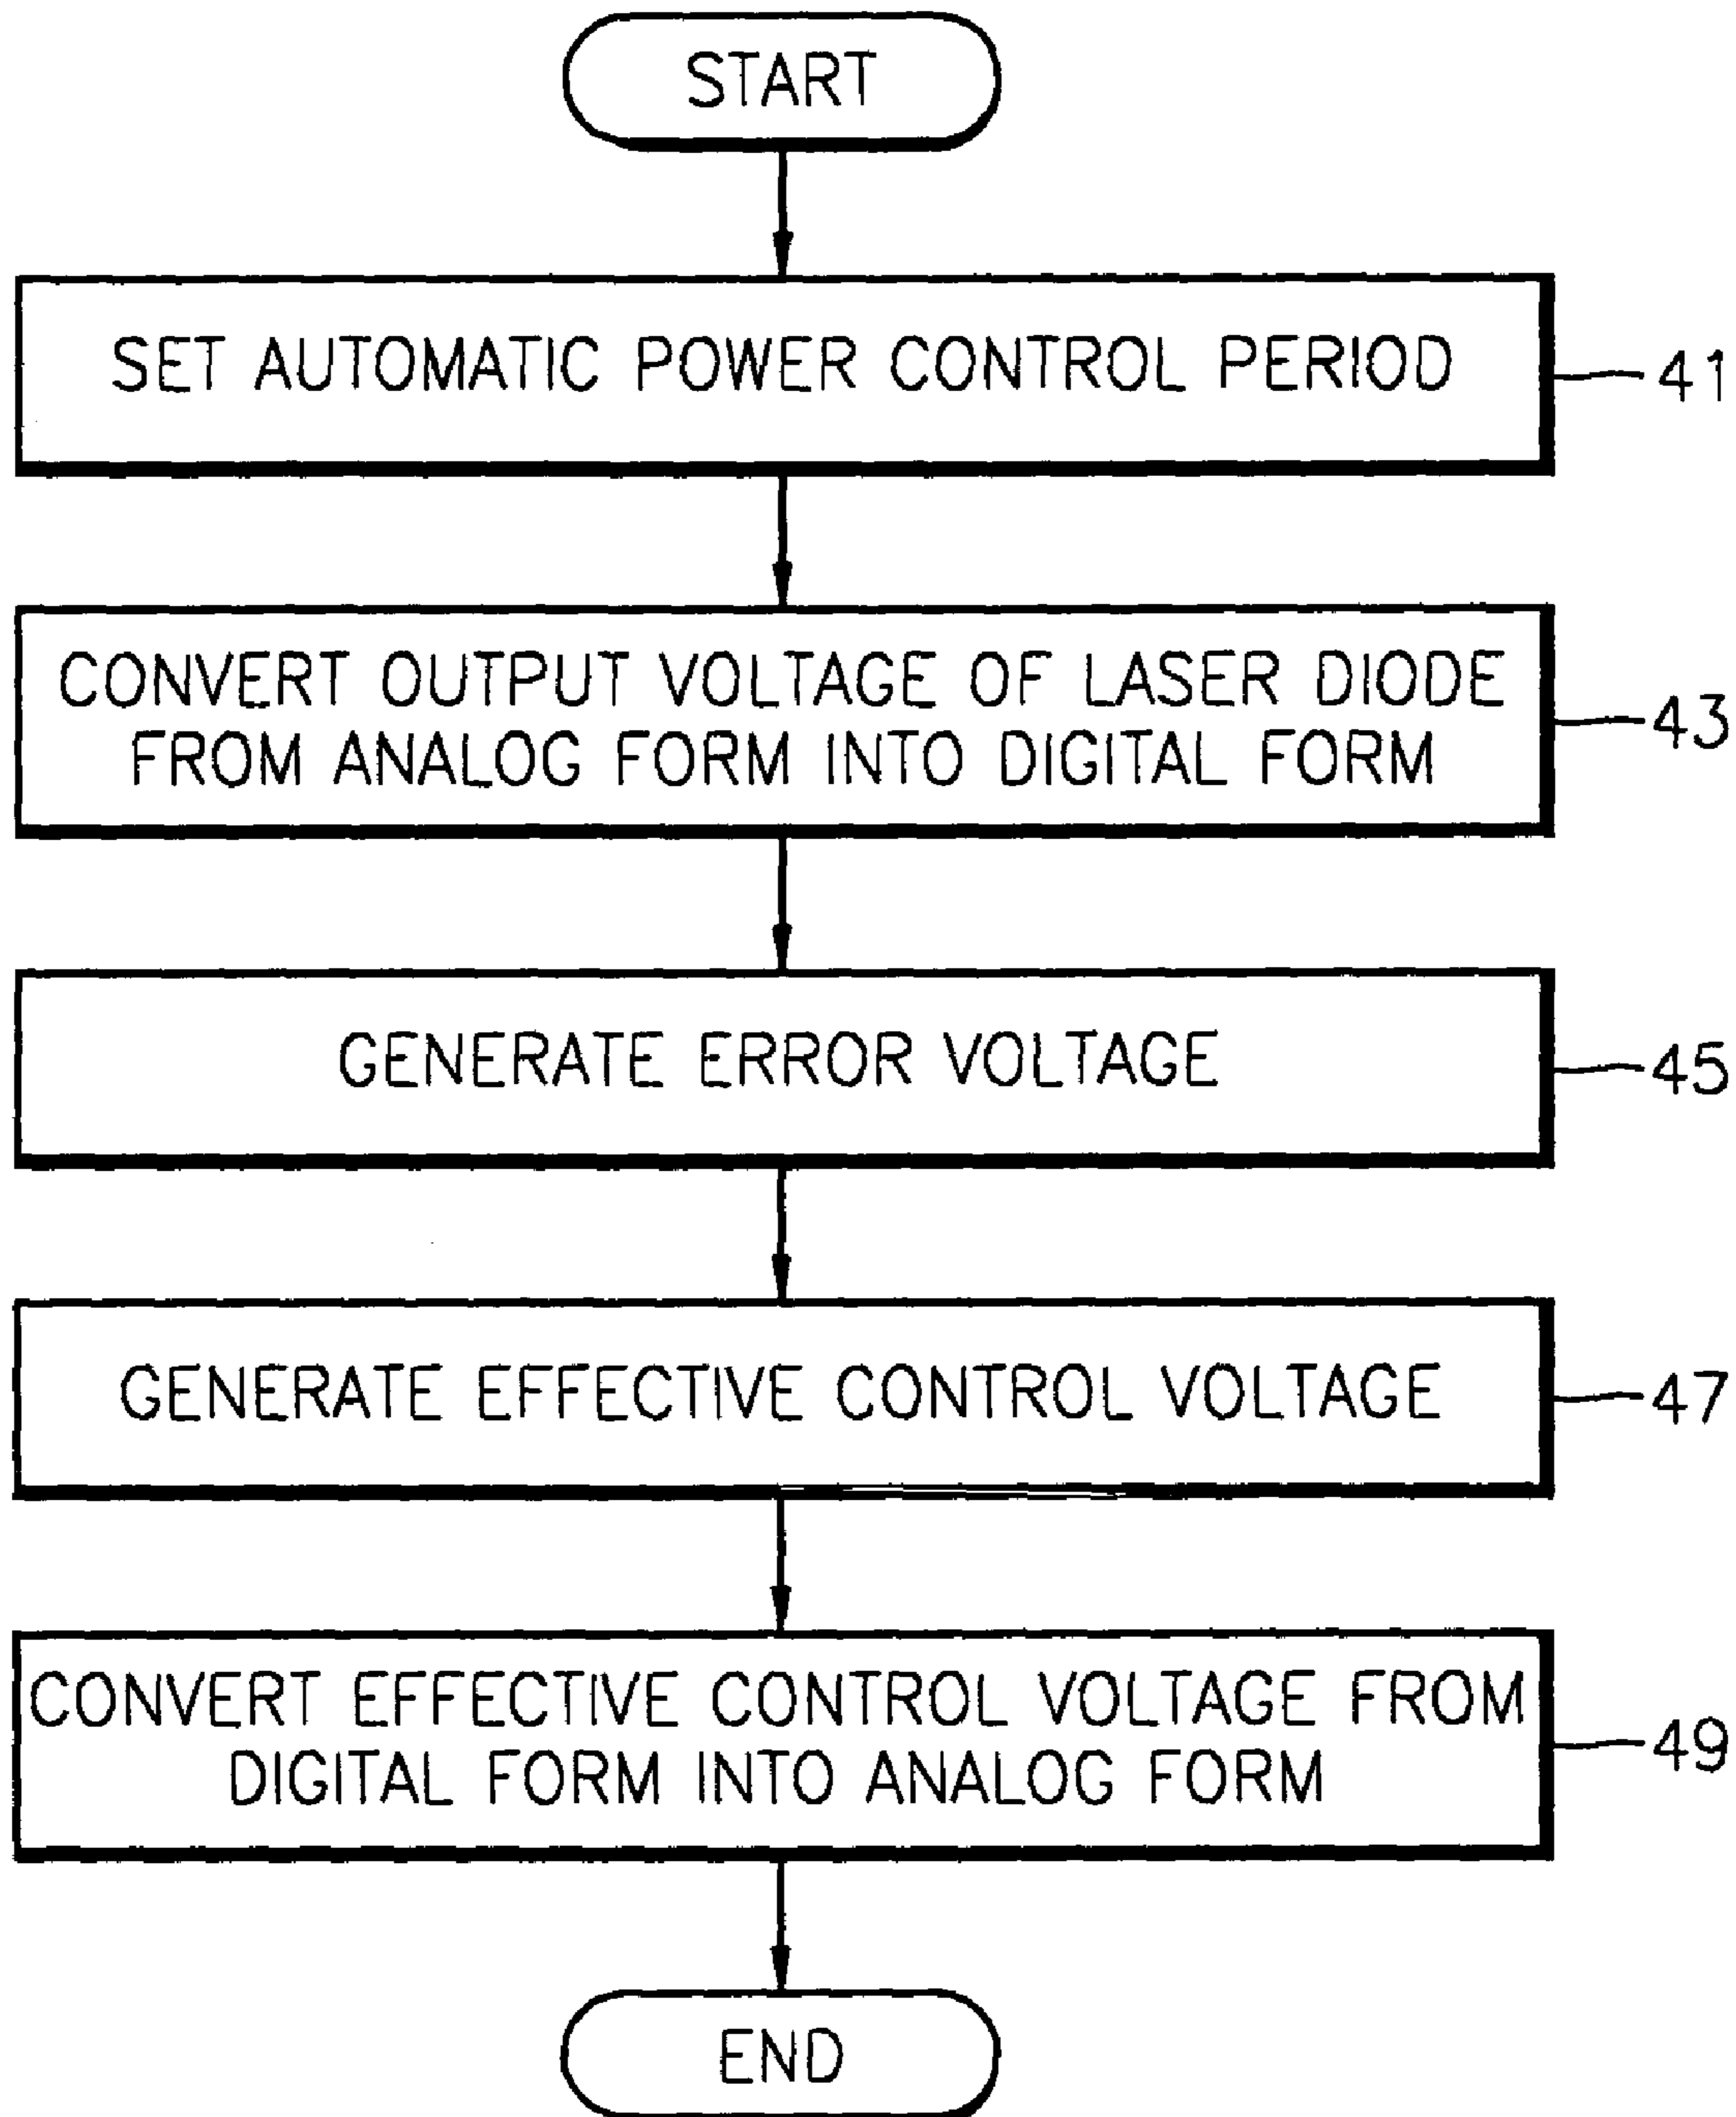 START
SET AUTOMATIC POWER CONTROL PERIOD
41
CONVERT OUTPUT VOLTAGE OF LASER DIODE
FROM ANALOG FORM INTO DIGITAL FORM
43
GENERATE ERROR VOLTAGE
45
GENERATE EFFECTIVE CONTROL VOLTAGE
47
CONVERT EFFECTIVE CONTROL VOLTAGE FROM
DIGITAL FORM INTO ANALOG FORM
49
END